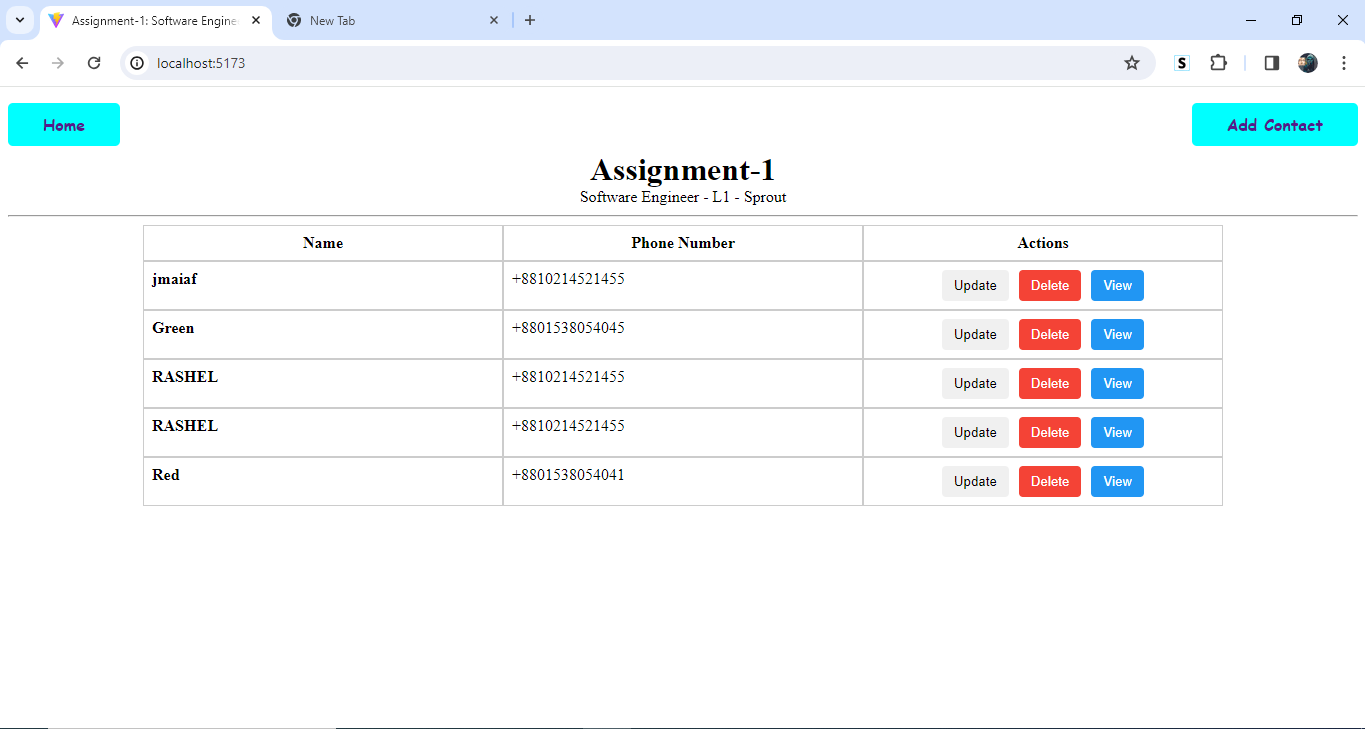 Assignment-1: Software Engine
New Tab
localhost:5173
S
Home
Add Contact
Assignment-1
Software Engineer - L1 - Sprout
Name Phone Number Actions
jmaiaf +8810214521455 Update Delete View
Green +8801538054045 Update Delete View
RASHEL +8810214521455 Update Delete View
RASHEL +8810214521455 Update Delete View
Red +8801538054041 Update Delete View